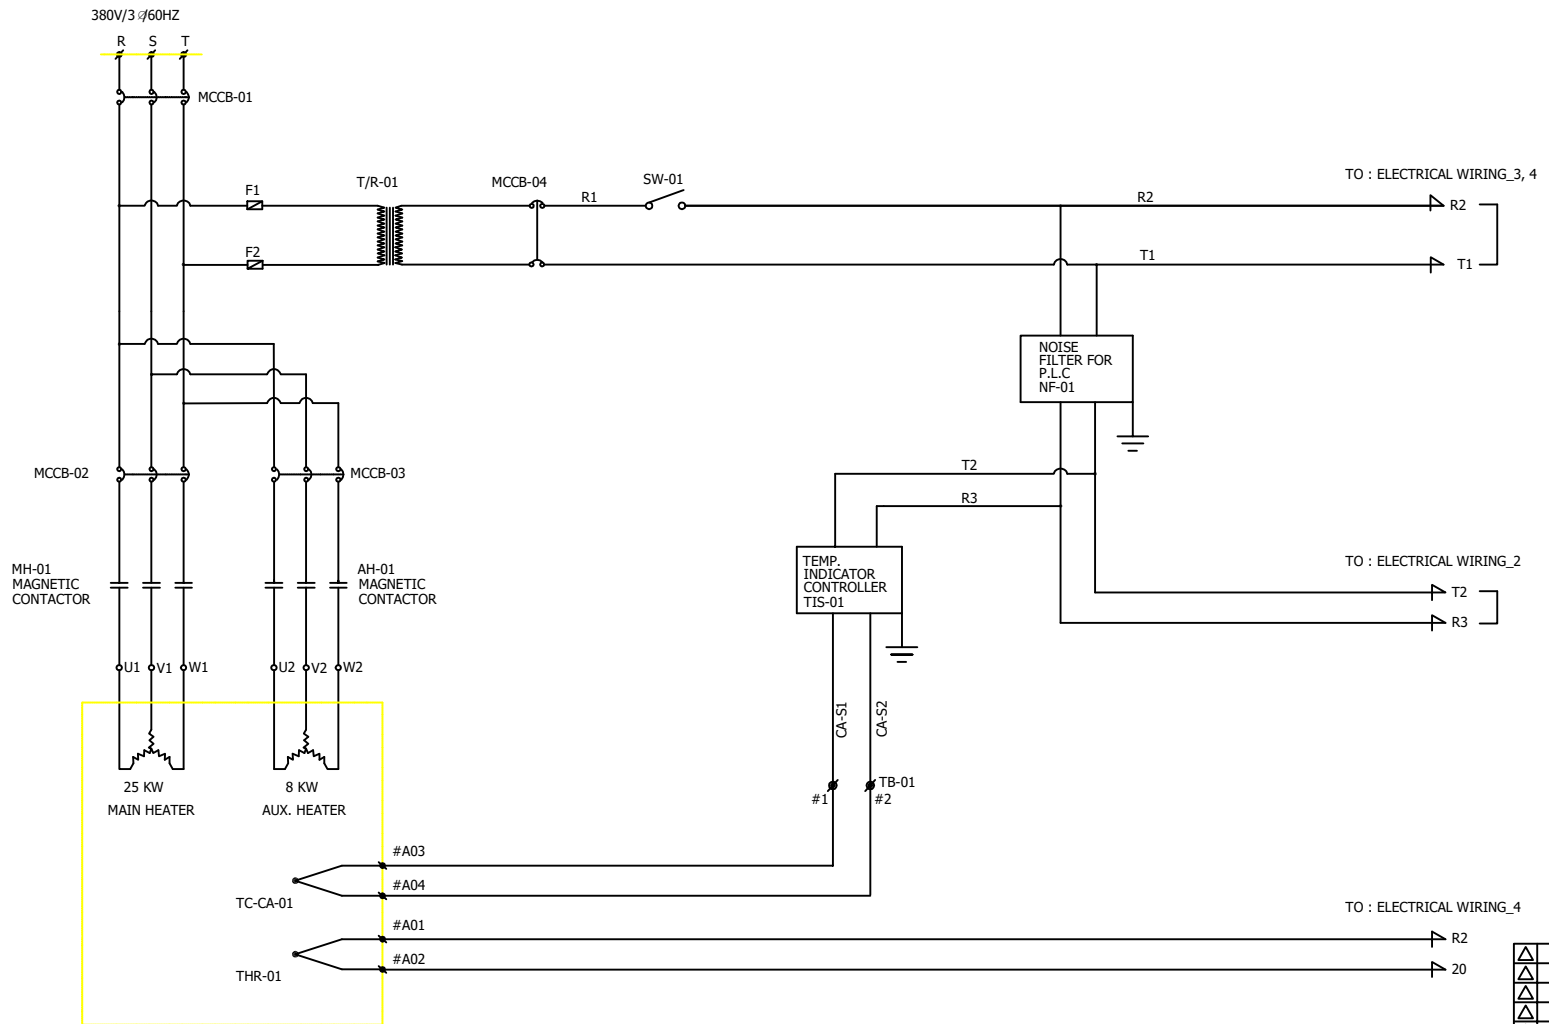 380V/3 ∅/60HZ
R S T
MCCB-01
TO : ELECTRICAL WIRING_3, 4
F1
T/R-01
MCCB-04
R1
SW-01
R2
R2
F2
T1
T1
NOISE
FILTER FOR
P.L.C
NF-01
MCCB-02
MCCB-03
T2
R3
MH-01
MAGNETIC
CONTACTOR
AH-01
MAGNETIC
CONTACTOR
TEMP.
INDICATOR
CONTROLLER
TIS-01
TO : ELECTRICAL WIRING_2
T2
R3
U1 V1 W1
U2 V2 W2
CA-S1
CA-S2
25 KW
MAIN HEATER
8 KW
AUX. HEATER
#1
TB-01
#2
#A03
#A04
TC-CA-01
TO : ELECTRICAL WIRING_4
#A01
R2
#A02
20
THR-01